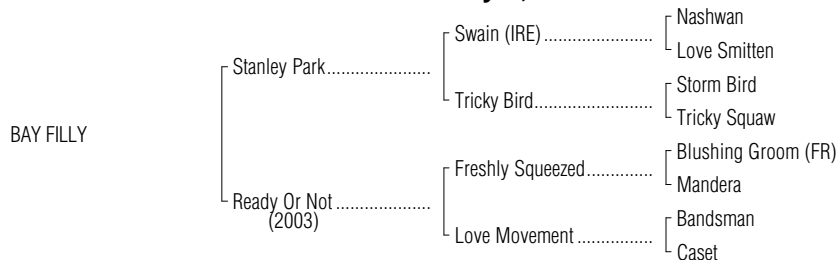 Nashwan
Swain (IRE)
Love Smitten
Stanley Park
Storm Bird
Tricky Bird
Tricky Squaw
BAY FILLY
Blushing Groom (FR)
Freshly Squeezed
Mandera
Ready Or Not
(2003)
Bandsman
Love Movement
Caset